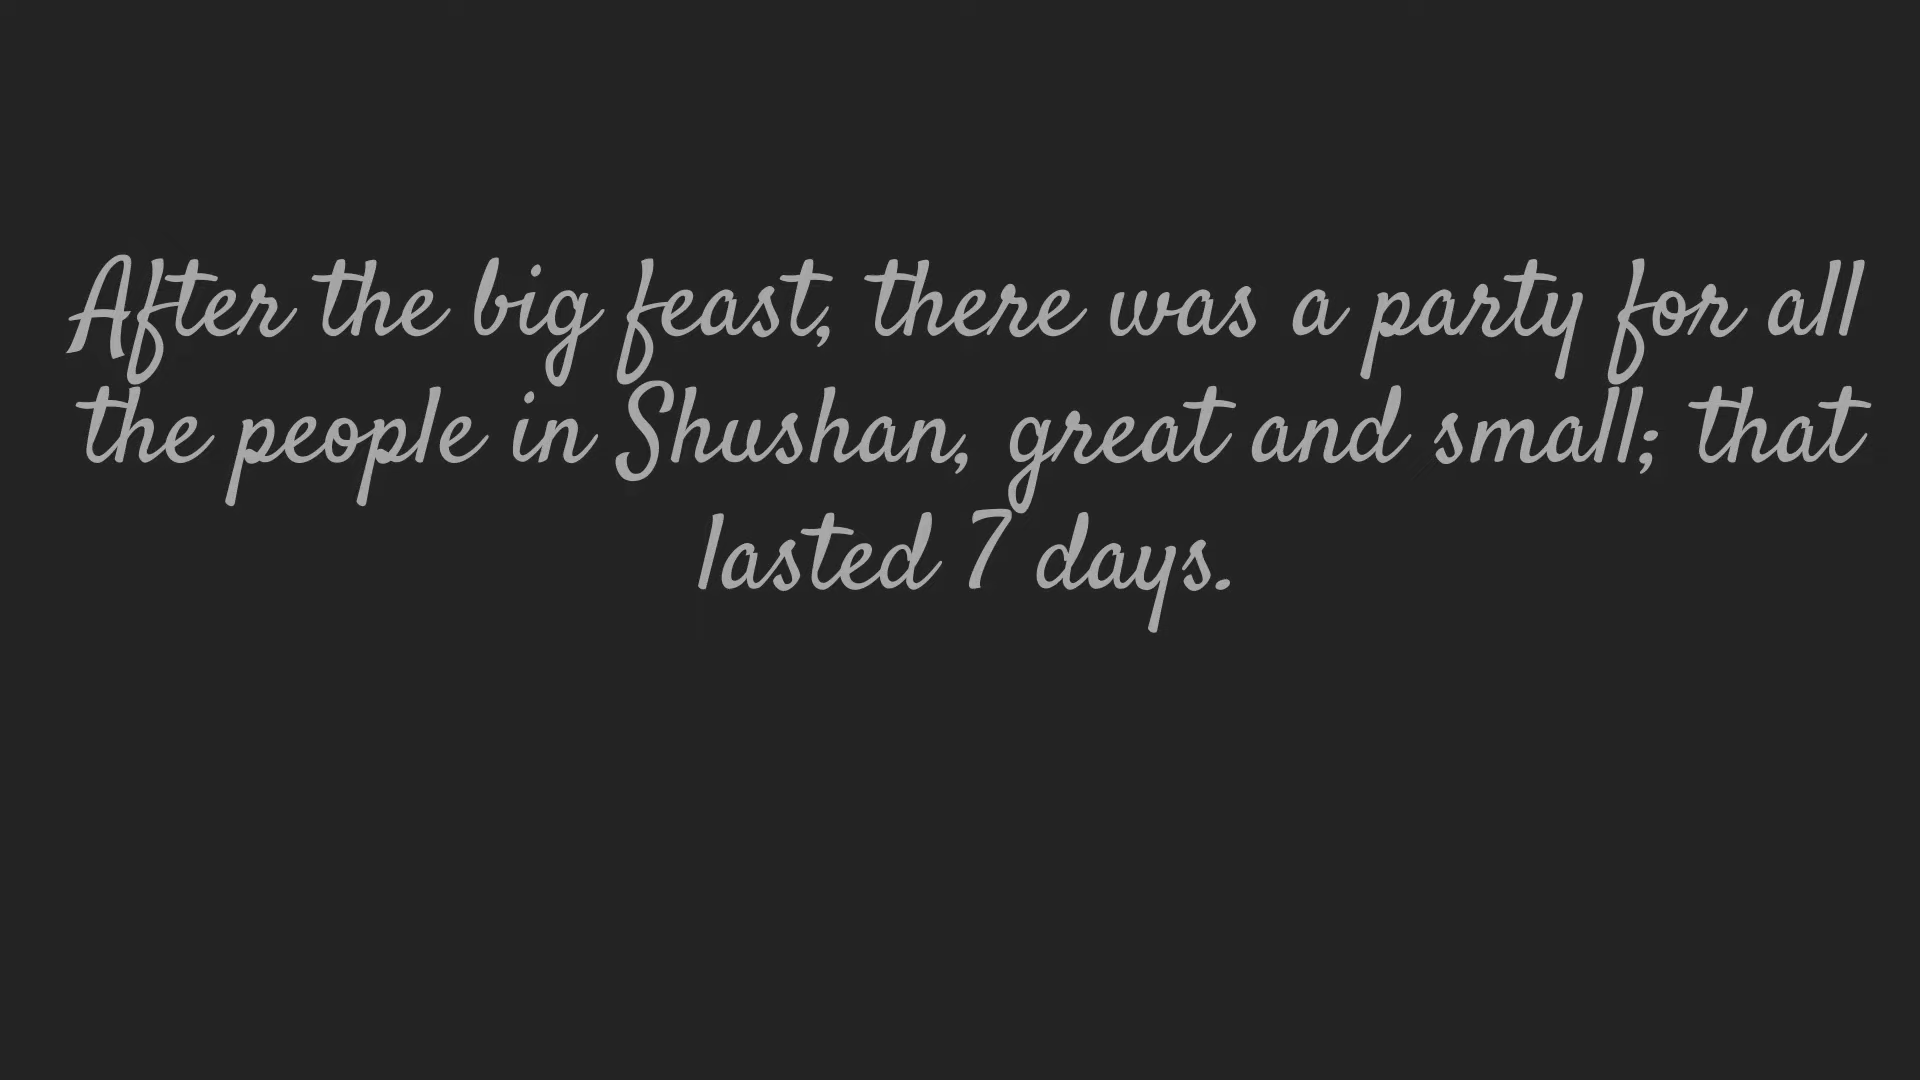 After the big feast, there was a party for all
the people in Shushan, great and small; that
lasted 7 days.